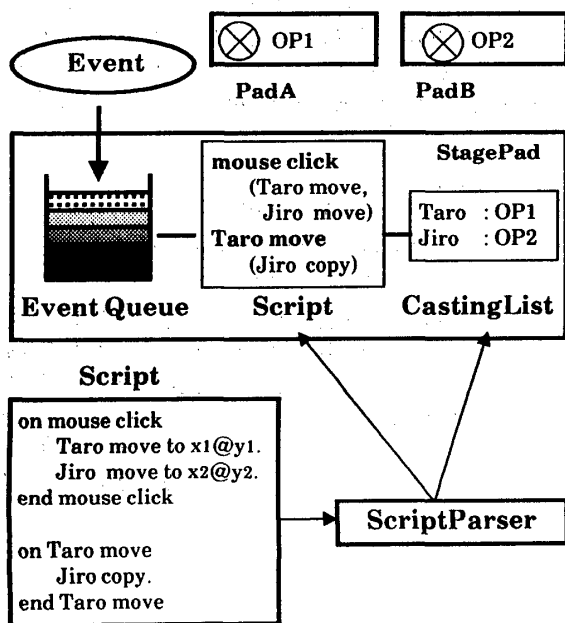 Event
OP1
OP2
PadA
PadB
StagePad
mouse click
(Taro move,
Jiro move)
Taro move
(Jiro copy)
Taro : OP1
Jiro : OP2
Event Queue
Script
CastingList
Script
on mouse click
Taro move to x1@y1.
Jiro move to x2@y2.
end mouse click
on Taro move
Jiro copy.
end Taro move
ScriptParser